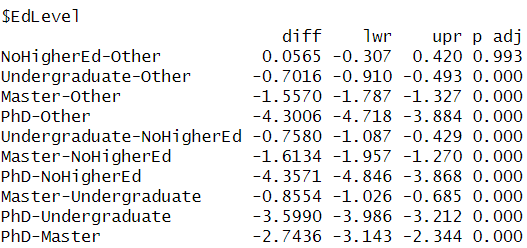 $EdLevel
diff lwr upr p adj
NoHigherEd-Other 0.0565 -0.307 0.420 0.993
Undergraduate-Other -0.7016 -0.910 -0.493 0.000
Master-Other -1.5570 -1.787 -1.327 0.000
PhD-Other -4.3006 -4.718 -3.884 0.000
Undergraduate-NoHigherEd -0.7580 -1.087 -0.429 0.000
Master-NoHigherEd -1.6134 -1.957 -1.270 0.000
PhD-NoHigherEd -4.3571 -4.846 -3.868 0.000
Master-Undergraduate -0.8554 -1.026 -0.685 0.000
PhD-Undergraduate -3.5990 -3.986 -3.212 0.000
PhD-Master -2.7436 -3.143 -2.344 0.000